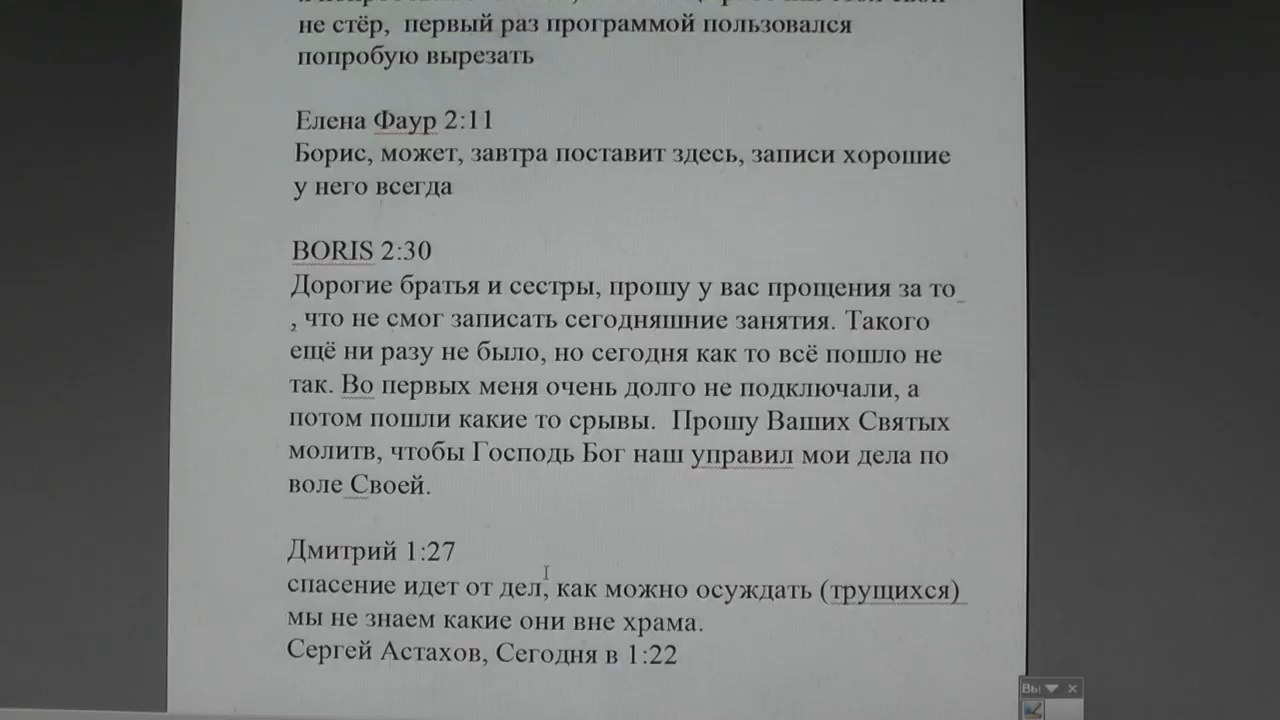 не стёр, первый раз программой пользовался
попробую вырезать
Елена Фаур 2:11
Борис, может, завтра поставит здесь, записи хорошие
у него всегда
BORIS 2:30
Дорогие братья и сестры, прошу у вас прощения за то
, что не смог записать сегодняшние занятия. Такого
ещё ни разу не было, но сегодня как то всё пошло не
так. Во первых меня очень долго не подключали, а
потом пошли какие то срывы. Прошу Ваших Святых
молитв, чтобы Господь Бог наш управил мои дела по
воле Своей.
Дмитрий 1:27
спасение идет от дел, как можно осуждать (трущихся)
мы не знаем какие они вне храма.
Сергей Астахов, Сегодня в 1:22
Вы